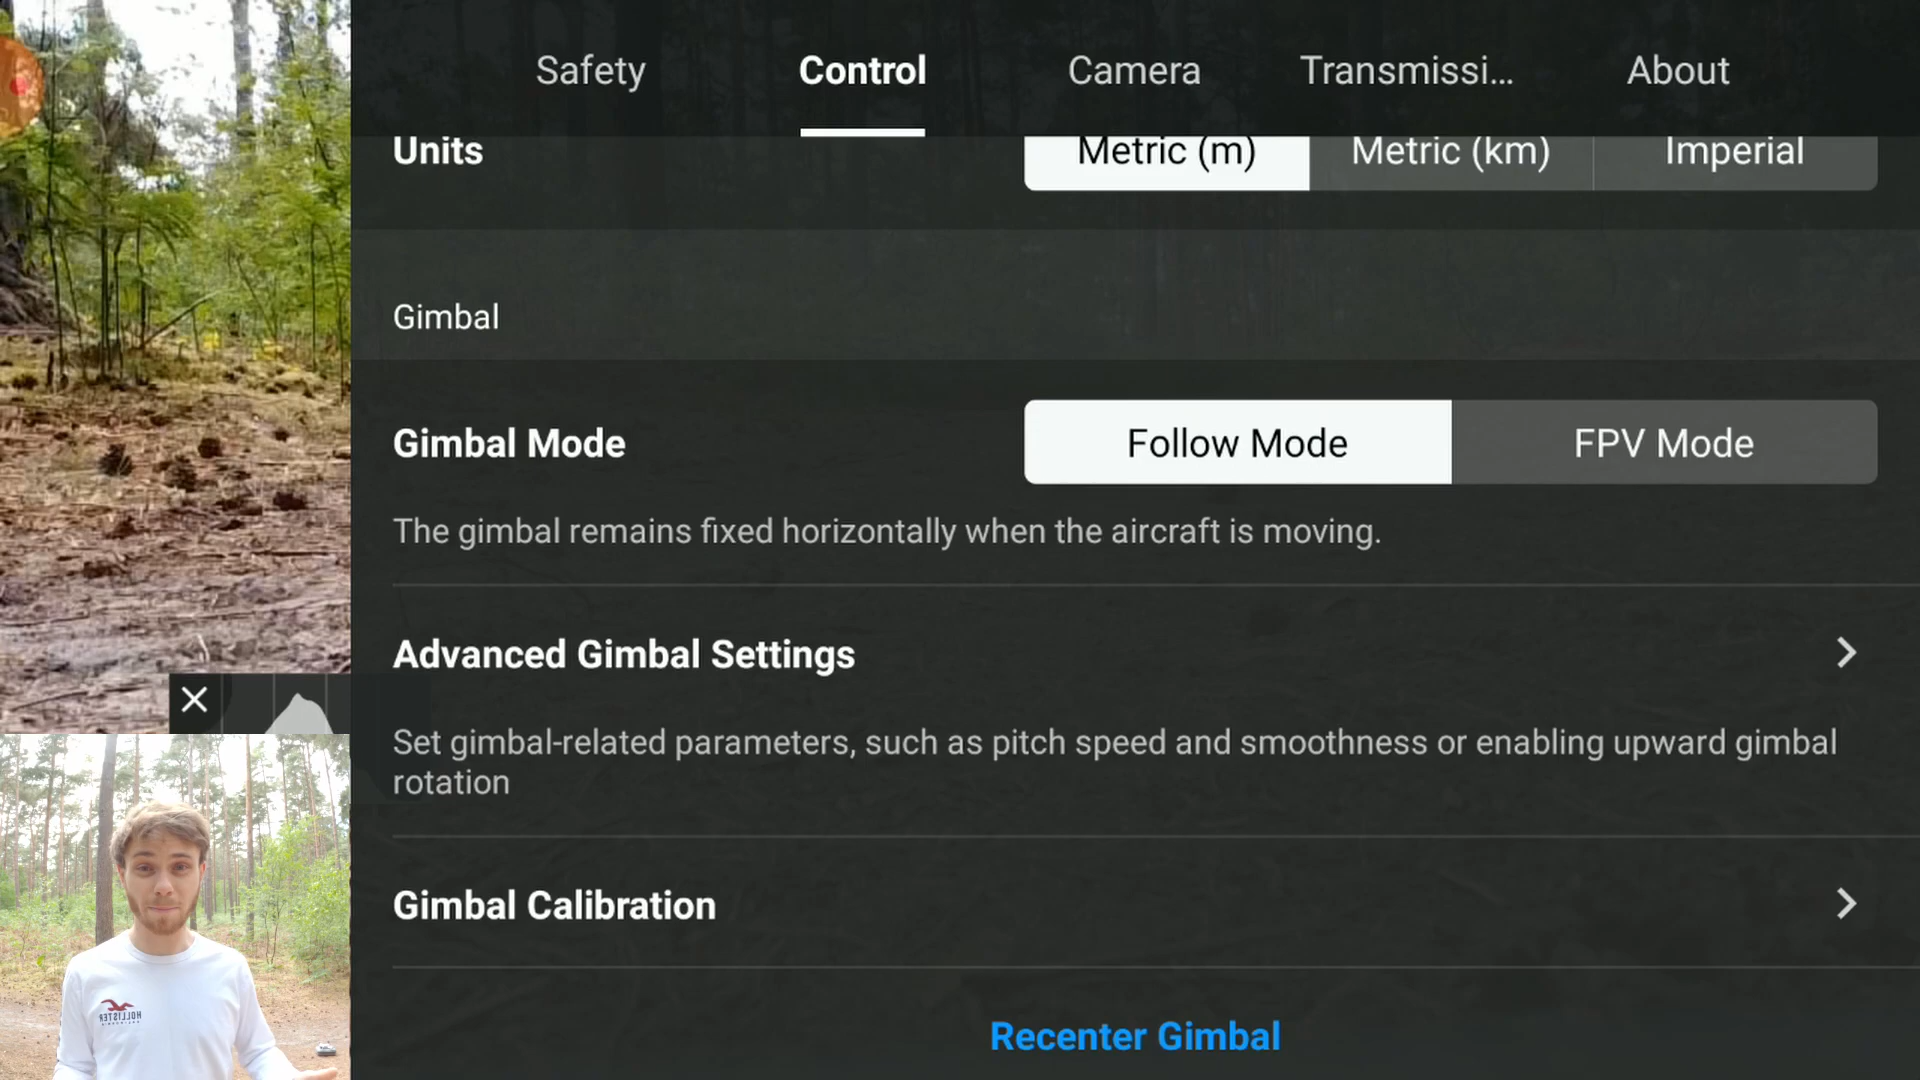 Safety Control Camera Transmissi... About
Units Metric (m) Metric (km) Imperial
Gimbal
Gimbal Mode Follow Mode FPV Mode
The gimbal remains fixed horizontally when the aircraft is moving.
Advanced Gimbal Settings
Set gimbal-related parameters, such as pitch speed and smoothness or enabling upward gimbal
rotation
Gimbal Calibration
HOLLISTER
Recenter Gimbal